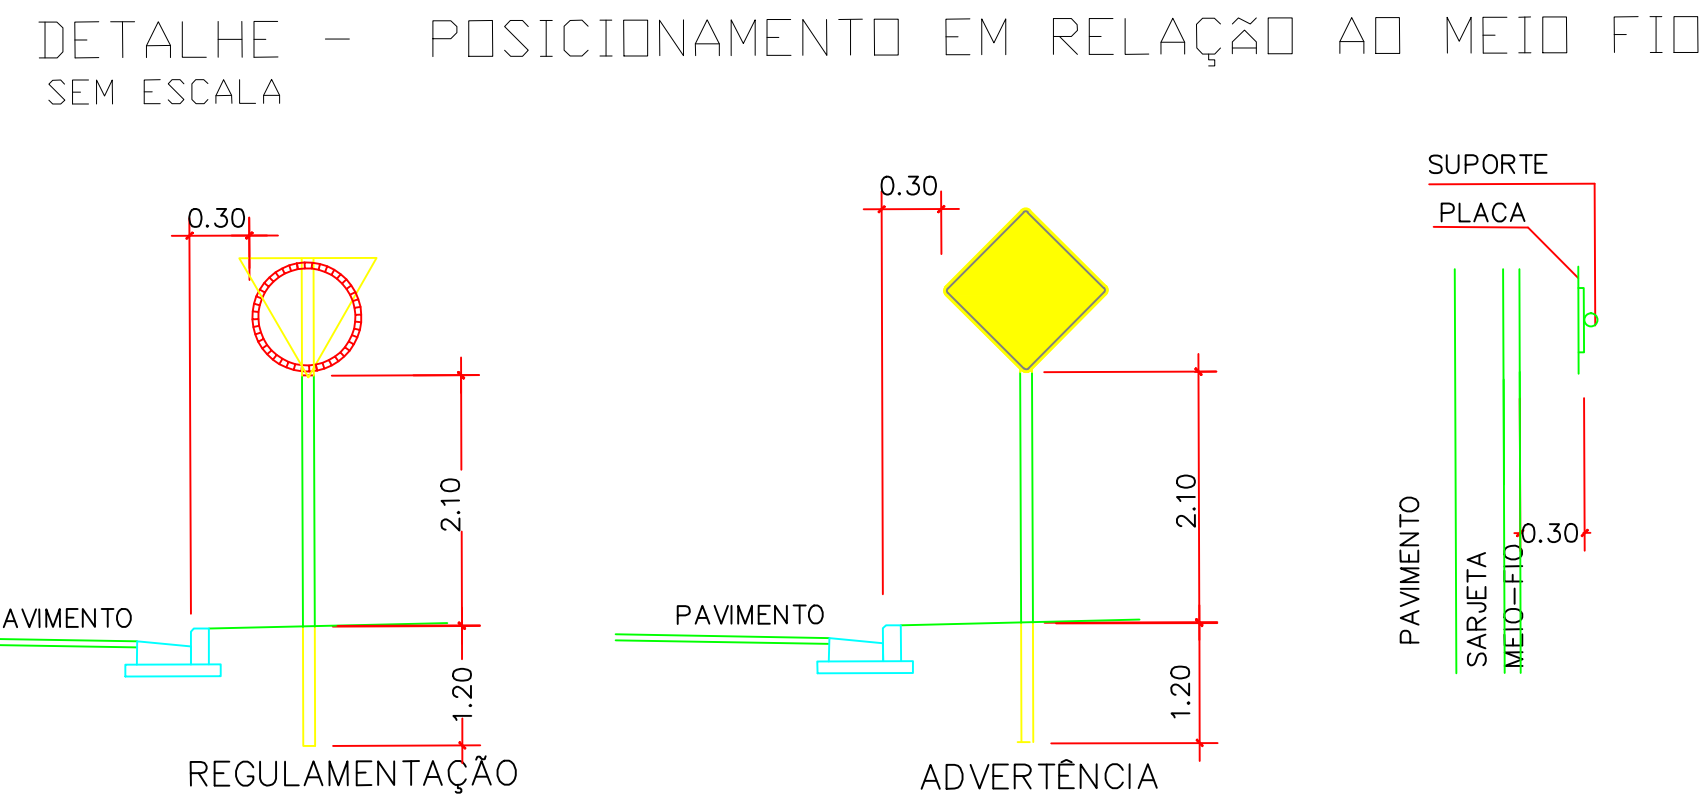 DETALHE - POSICIONAMENTO EM RELAÇÃO AO MEIO FIO
SEM ESCALA
0.30
2.10
AVIMENTO
1.20
REGULAMENTAÇÃO
0.30
2.10
PAVIMENTO
1.20
ADVERTÊNCIA
SUPORTE
PLACA
PAVIMENTO
SARJETA
MEIO-FIO
0.30